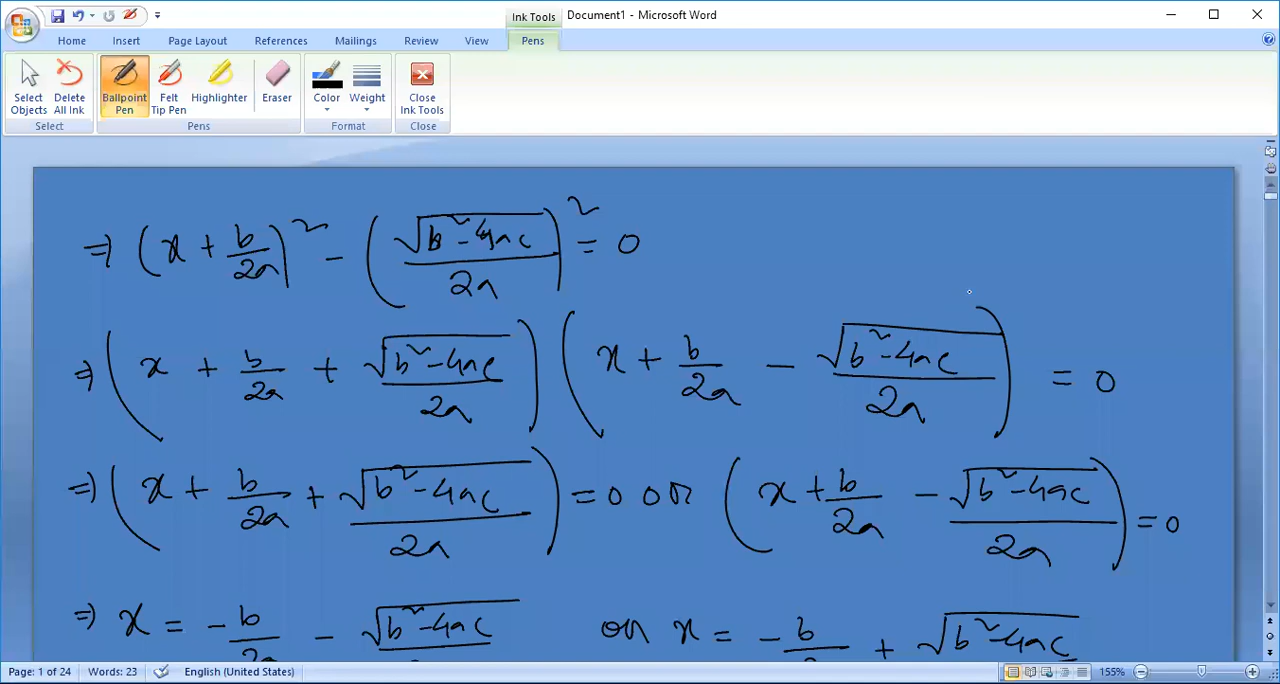 Ink Tools Document1 - Microsoft Word
Home Insert Page Layout References Mailings Review View Pens
Select Objects Delete All Ink Ballpoint Pen Felt Tip Pen Highlighter Eraser Color Weight Close Ink Tools
Select Pens Format Close
⇒ (x + b/2a)² - (√(b²-4ac)/2a)² = 0
⇒ (x + b/2a + √(b²-4ac)/2a) (x + b/2a - √(b²-4ac)/2a) = 0
⇒ (x + b/2a + √(b²-4ac)/2a) = 0 or (x + b/2a - √(b²-4ac)/2a) = 0
⇒ x = -b/2a - √(b²-4ac) or x = -b + √(b²-4ac)
Page: 1 of 24 Words: 23 English (United States) 155%